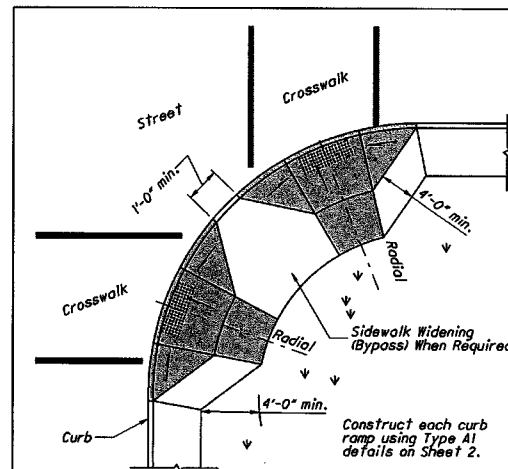 Crosswalk
Street
1'-0" min.
4'-0" min.
Radial
Crosswalk
Radial
Sidewalk Widening
(Bypass) When Required
4'-0" min.
Construct each curb
ramp using Type A1
details on Sheet 2.
Curb